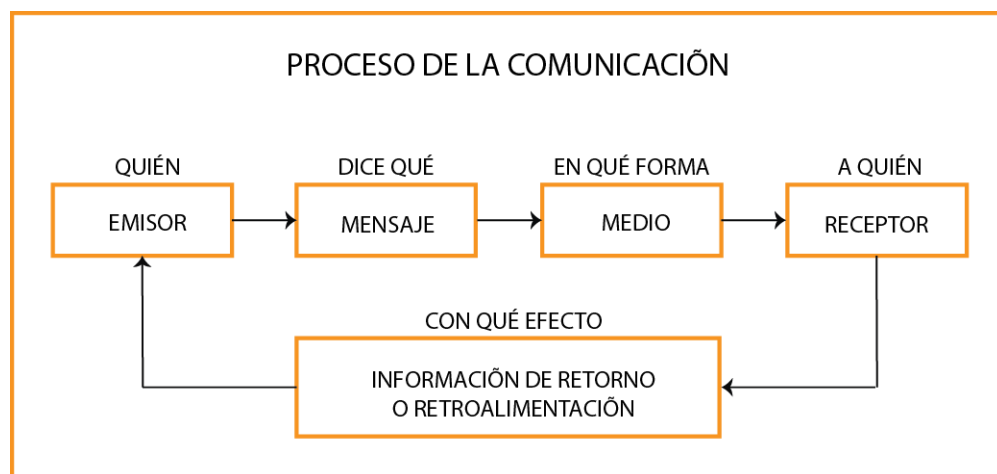 PROCESO DE LA COMUNICACIÕN
QUIÉN
DICE QUÉ
EN QUÉ FORMA
A QUIÉN
EMISOR
MENSAJE
MEDIO
RECEPTOR
CON QUÉ EFECTO
INFORMACIÕN DE RETORNO
O RETROALIMENTACIÕN